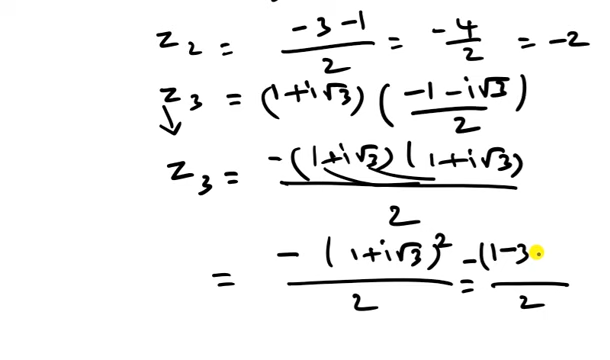 z₂ = (-3-1)/2 = -4/2 = -2
z₃ = (1+i√3) ((-1-i√3)/2)
z₃ = -(1+i√3)(1+i√3)/2
= -(1+i√3)²/2 = -(1-3/2